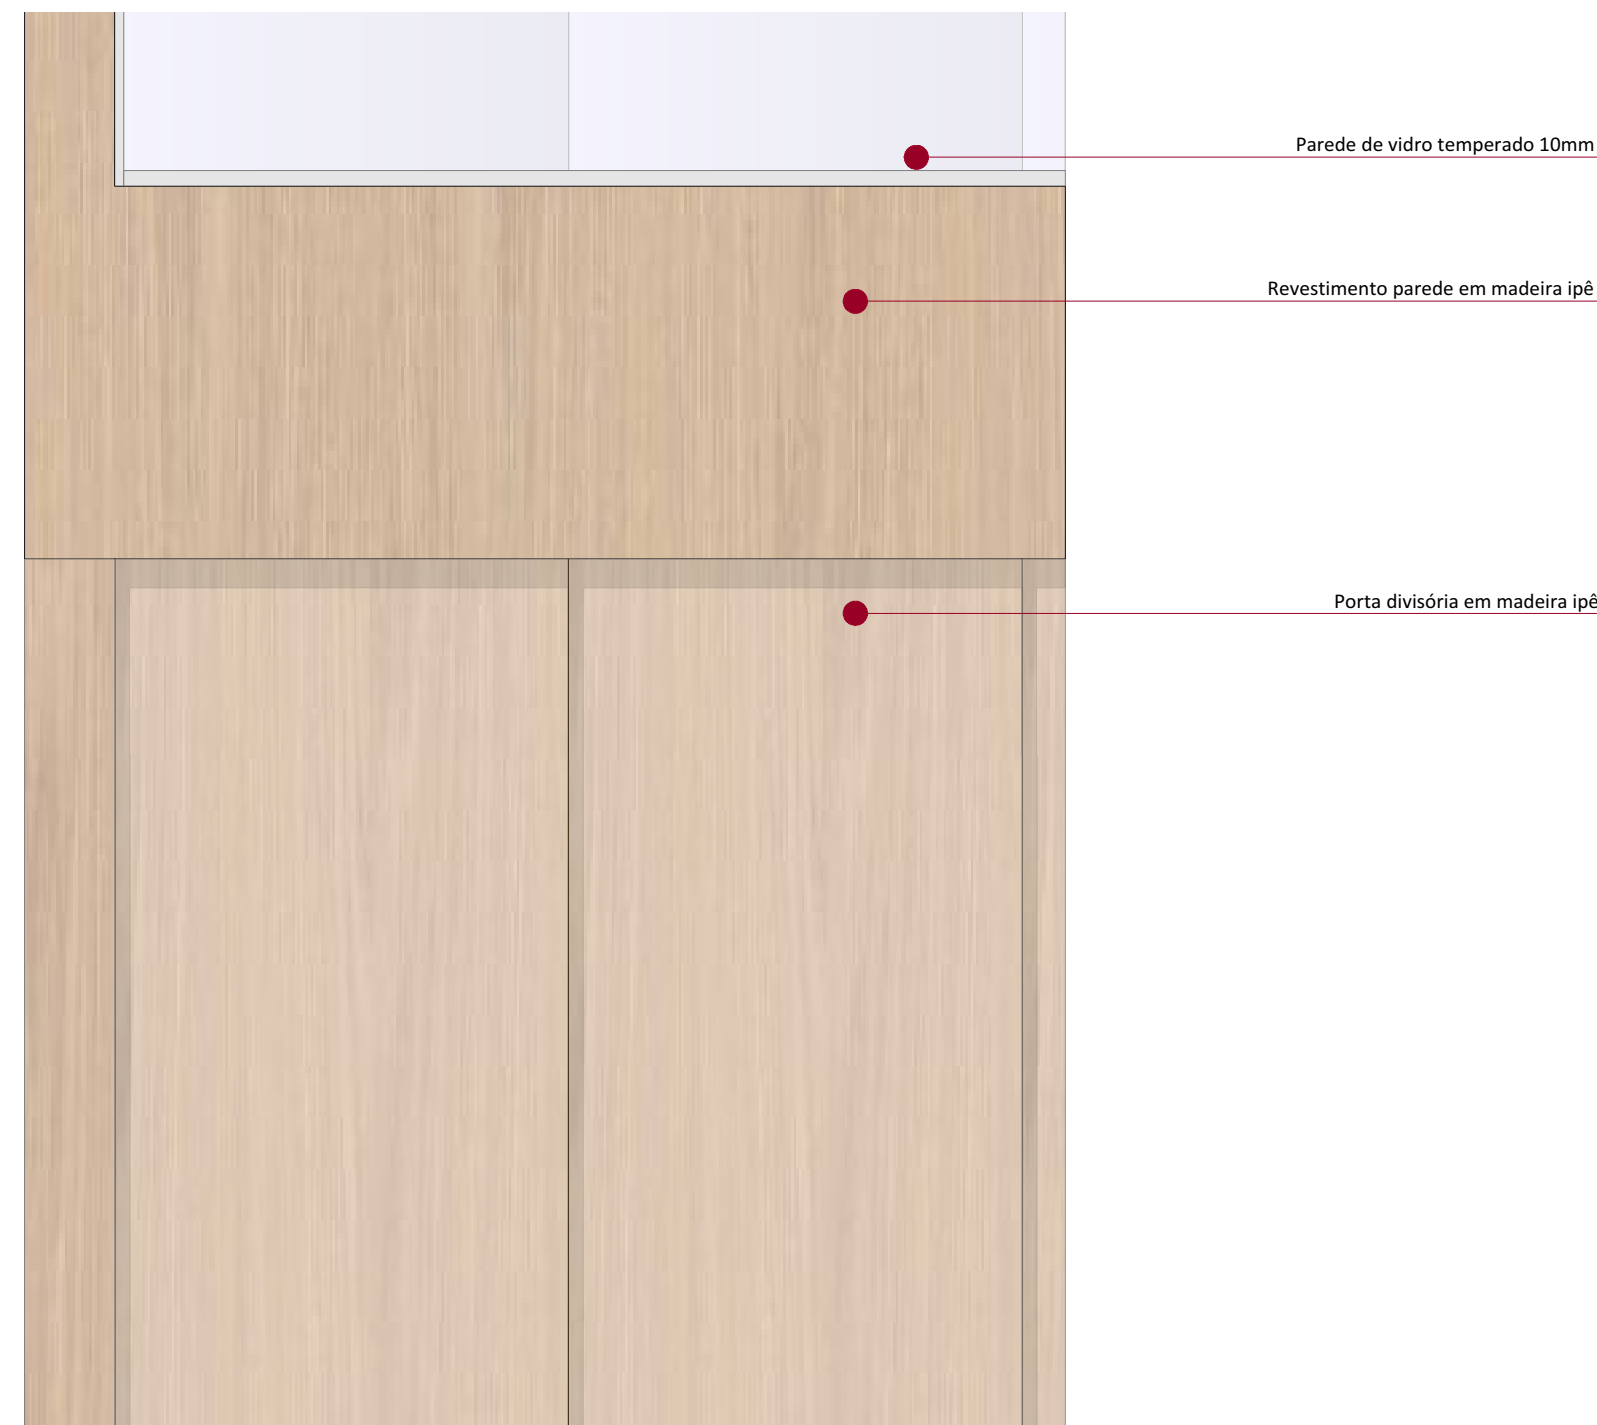 Parede de vidro temperado 10mm
Revestimento parede em madeira ipê
Porta divisória em madeira ipê